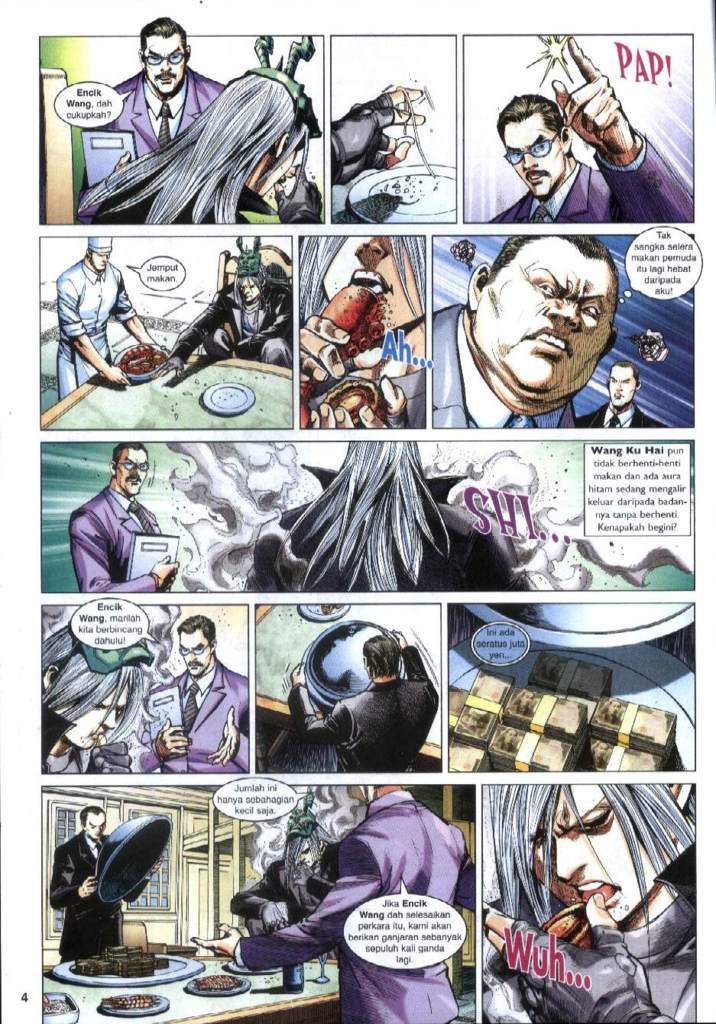 Encik
Wang, dah
cukupkah?
PAP!
Jemput
makan.
Ah...
Tak
sangka selera
makan pemuda
itu lagi hebat
daripada
aku!
SHI...
Wang Ku Hai pun
tidak berhenti-henti
makan dan ada aura
hitam sedang mengalir
keluar daripada badan-
nya tanpa berhenti.
Kenapakah begini?
Encik
Wang, marilah
kita berbincang
dahulu!
Ini ada
seratus juta
yen...
Jumlah ini
hanya sebahagian
kecil saja.
Jika Encik
Wang dah selesaikan
perkara itu, kami akan
berikan ganjaran sebanyak
sepuluh kali ganda
lagi.
Wuh...
4